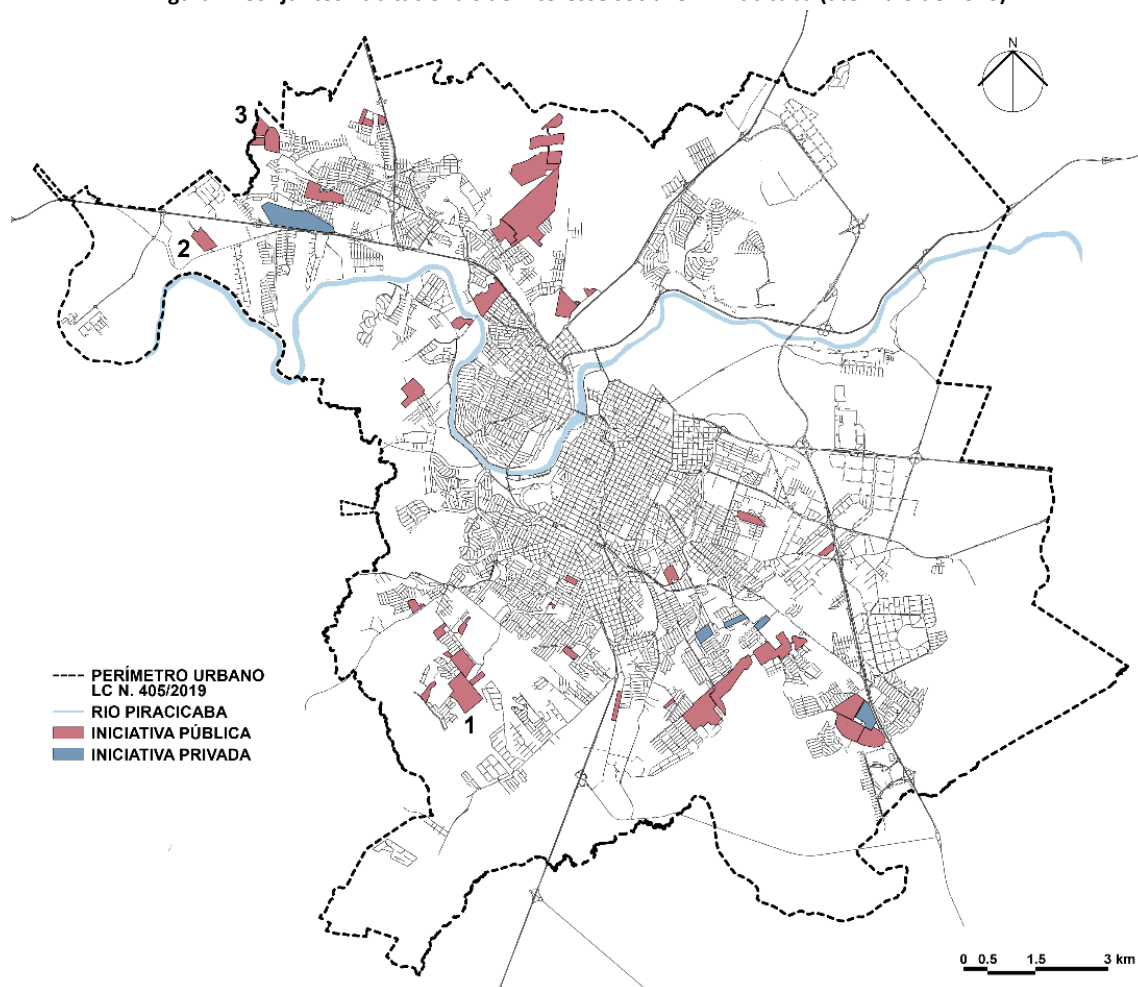 N
3
2
1
PERÍMETRO URBANO
LC N. 405/2019
RIO PIRACICABA
INICIATIVA PÚBLICA
INICIATIVA PRIVADA
0 0.5 1.5 3 km